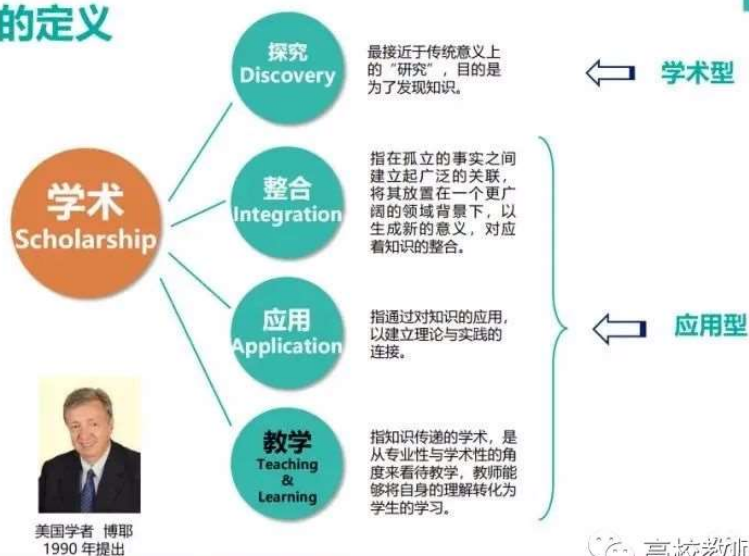 的定义
探究
Discovery
最接近于传统意义上
的“研究”，目的是
为了发现知识。
学术型
学术
Scholarship
整合
Integration
指在孤立的事实之间
建立起广泛的关联，
将其放置在一个更广
阔的领域背景下，以
生成新的意义，对应
着知识的整合。
应用
Application
指通过对知识的应用，
以建立理论与实践的
连接。
应用型
教学
Teaching
&
Learning
指知识传递的学术，是
从专业性与学术性的角
度来看待教学，教师能
够将自身的理解转化为
学生的学习。
美国学者 博耶
1990 年提出
高校教师